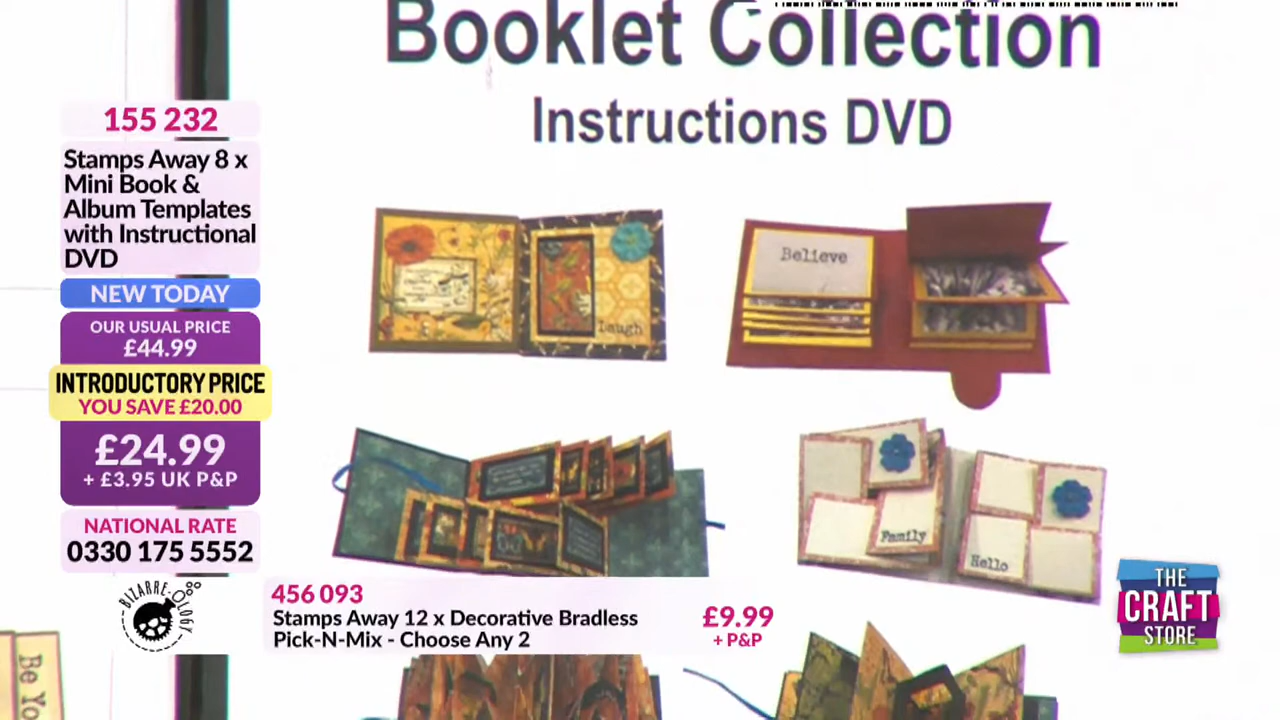 Booklet Collection
Instructions DVD
155 232
Stamps Away 8 x
Mini Book &
Album Templates
with Instructional
DVD
NEW TODAY
OUR USUAL PRICE
£44.99
INTRODUCTORY PRICE
YOU SAVE £20.00
£24.99
+ £3.95 UK P&P
NATIONAL RATE
0330 175 5552
BIZARRE-OLOGY
456 093
Stamps Away 12 x Decorative Bradless
Pick-N-Mix - Choose Any 2
£9.99
+ P&P
THE
CRAFT
STORE
Believe
Laugh
Family
Hello
Be Yo